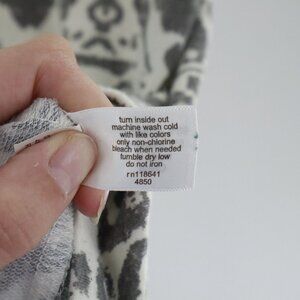 turn inside out
machine wash cold
with like colors
only non-chlorine
bleach when needed
tumble dry low
do not iron
rn118641
4850